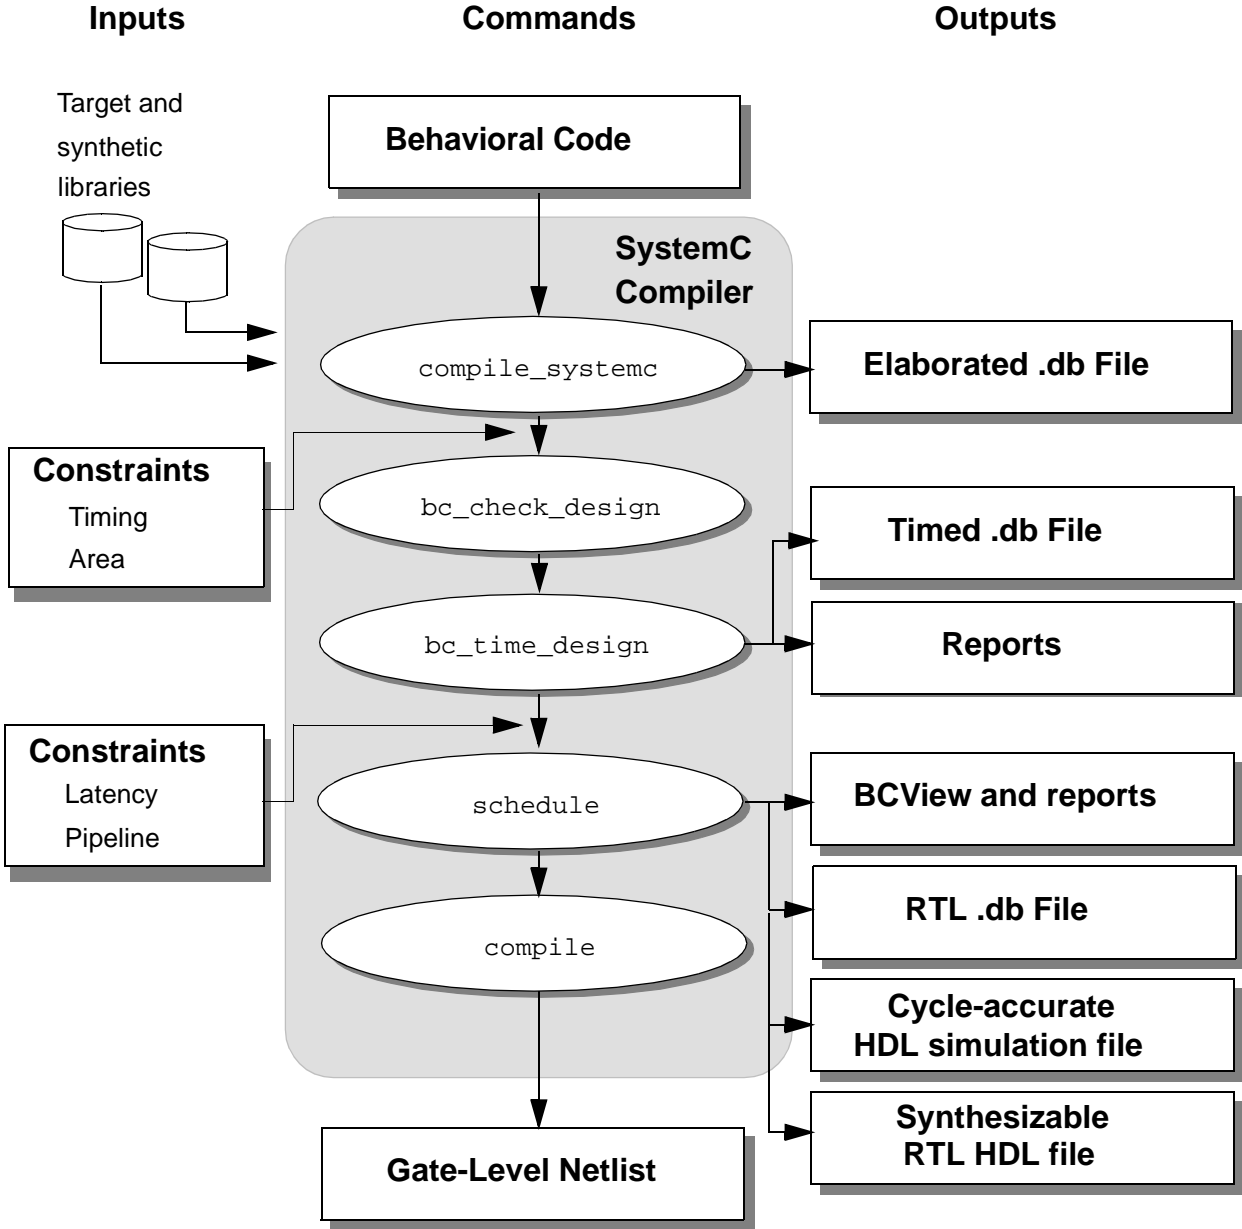 Inputs
Commands
Outputs
Target and
synthetic
libraries
Behavioral Code
SystemC
Compiler
compile_systemc
Elaborated .db File
Constraints
Timing
Area
bc_check_design
Timed .db File
bc_time_design
Reports
Constraints
Latency
Pipeline
schedule
BCView and reports
RTL .db File
compile
Cycle-accurate
HDL simulation file
Synthesizable
RTL HDL file
Gate-Level Netlist